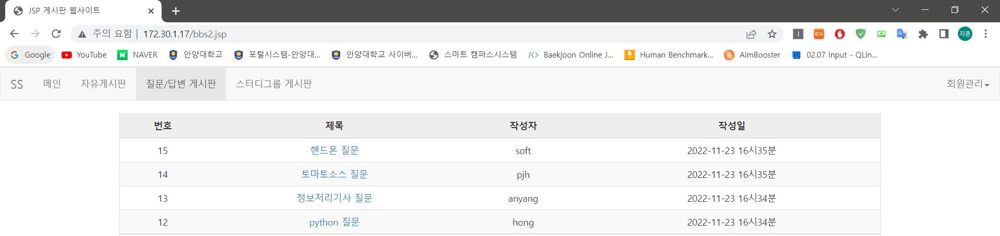 JSP 게시판 웹사이트
주의 요함 | 172.30.1.17/bbs2.jsp
EX
지훈
Google YouTube NAVER 안양대학교 포털시스템-안양대... 안양대학교 사이버... 스마트 캠퍼스시스템 Baekjoon Online J... Human Benchmark... AimBooster 02.07 Input - QLin...
SS 메인 자유게시판 질문/답변 게시판 스터디그룹 게시판 회원관리
번호 제목 작성자 작성일
15 핸드폰 질문 soft 2022-11-23 16시35분
14 토마토소스 질문 pjh 2022-11-23 16시35분
13 정보처리기사 질문 anyang 2022-11-23 16시34분
12 python 질문 hong 2022-11-23 16시34분